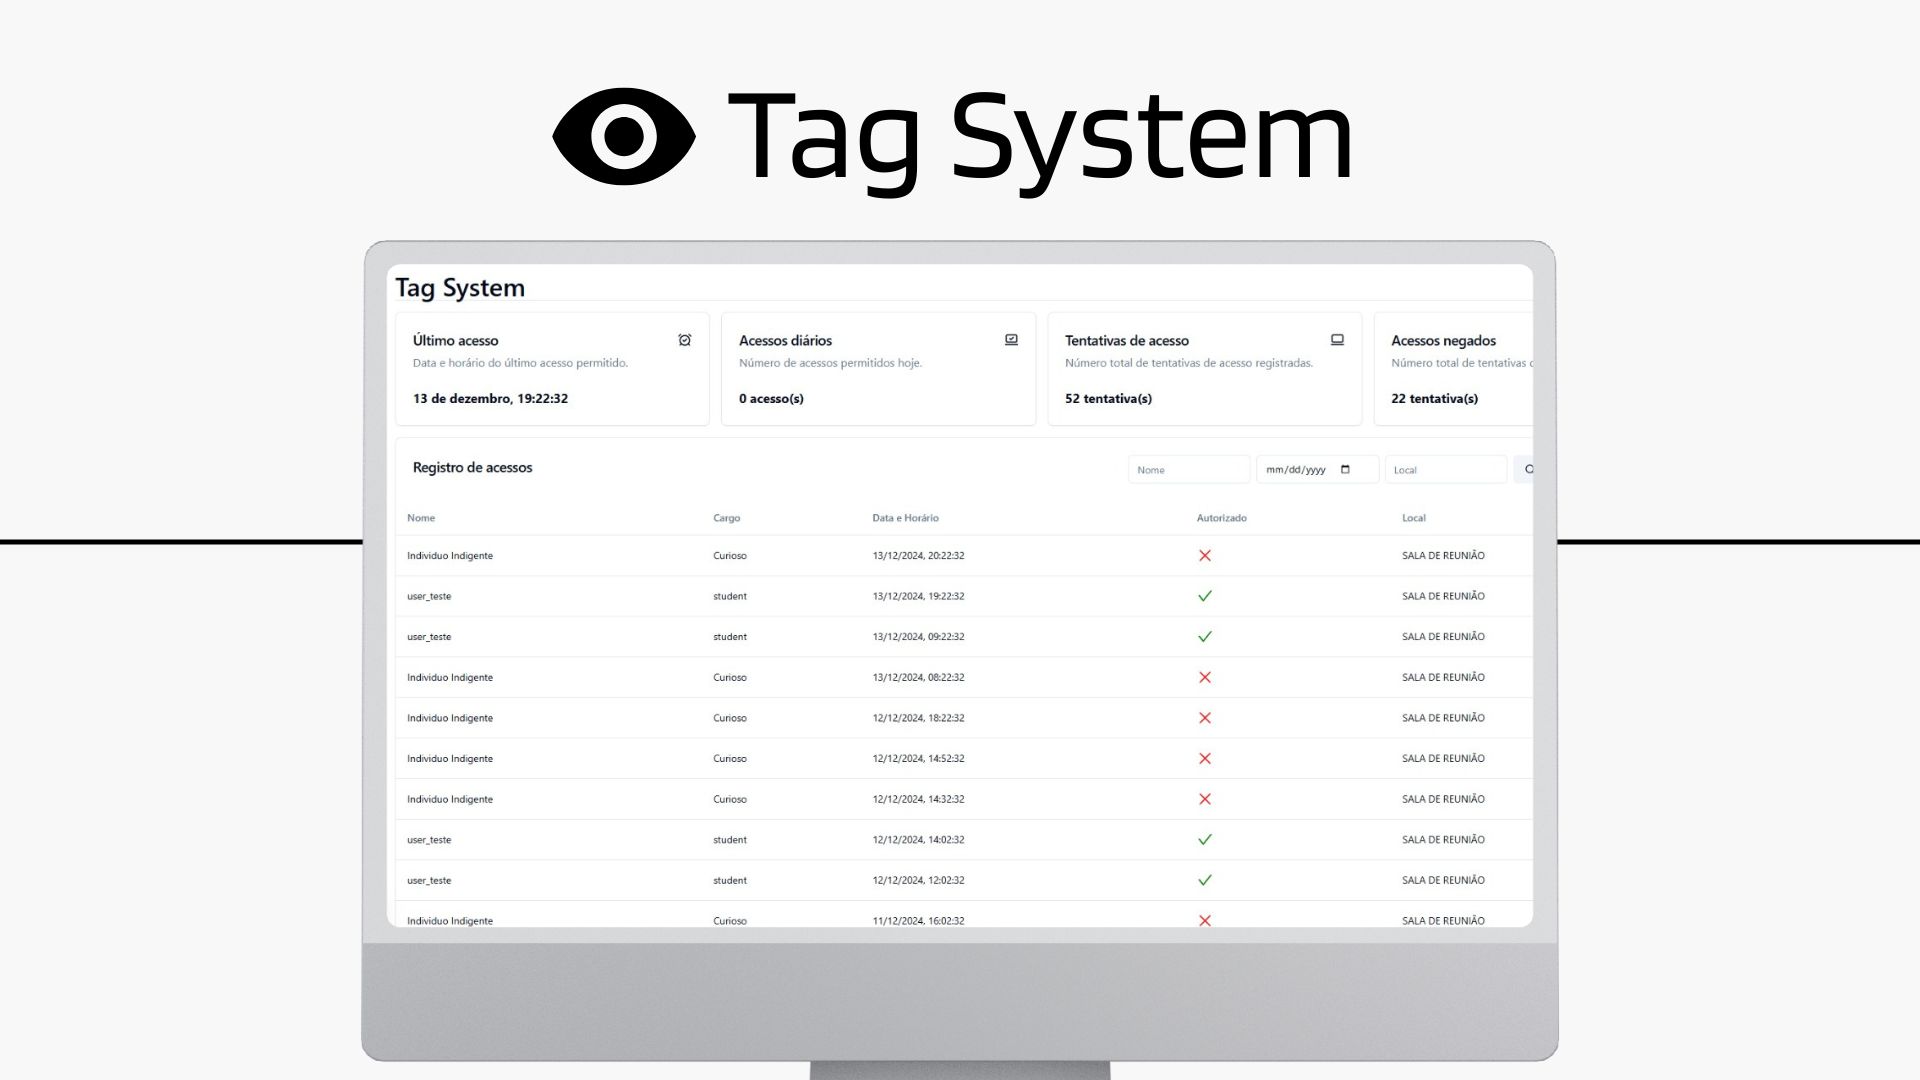 Tag System
Tag System
Último acesso
Data e horário do último acesso permitido.
13 de dezembro, 19:22:32
Acessos diários
Número de acessos permitidos hoje.
0 acesso(s)
Tentativas de acesso
Número total de tentativas de acesso registradas.
52 tentativa(s)
Acessos negados
Número total de tentativas
22 tentativa(s)
Registro de acessos
Nome mm/dd/yyyy Local
Nome Cargo Data e Horário Autorizado Local
Individuo Indigente Curioso 13/12/2024, 20:22:32 SALA DE REUNIÃO
user_teste student 13/12/2024, 19:22:32 SALA DE REUNIÃO
user_teste student 13/12/2024, 09:22:32 SALA DE REUNIÃO
Individuo Indigente Curioso 13/12/2024, 08:22:32 SALA DE REUNIÃO
Individuo Indigente Curioso 12/12/2024, 18:22:32 SALA DE REUNIÃO
Individuo Indigente Curioso 12/12/2024, 14:52:32 SALA DE REUNIÃO
Individuo Indigente Curioso 12/12/2024, 14:32:32 SALA DE REUNIÃO
user_teste student 12/12/2024, 14:02:32 SALA DE REUNIÃO
user_teste student 12/12/2024, 12:02:32 SALA DE REUNIÃO
Individuo Indigente Curioso 11/12/2024, 16:02:32 SALA DE REUNIÃO